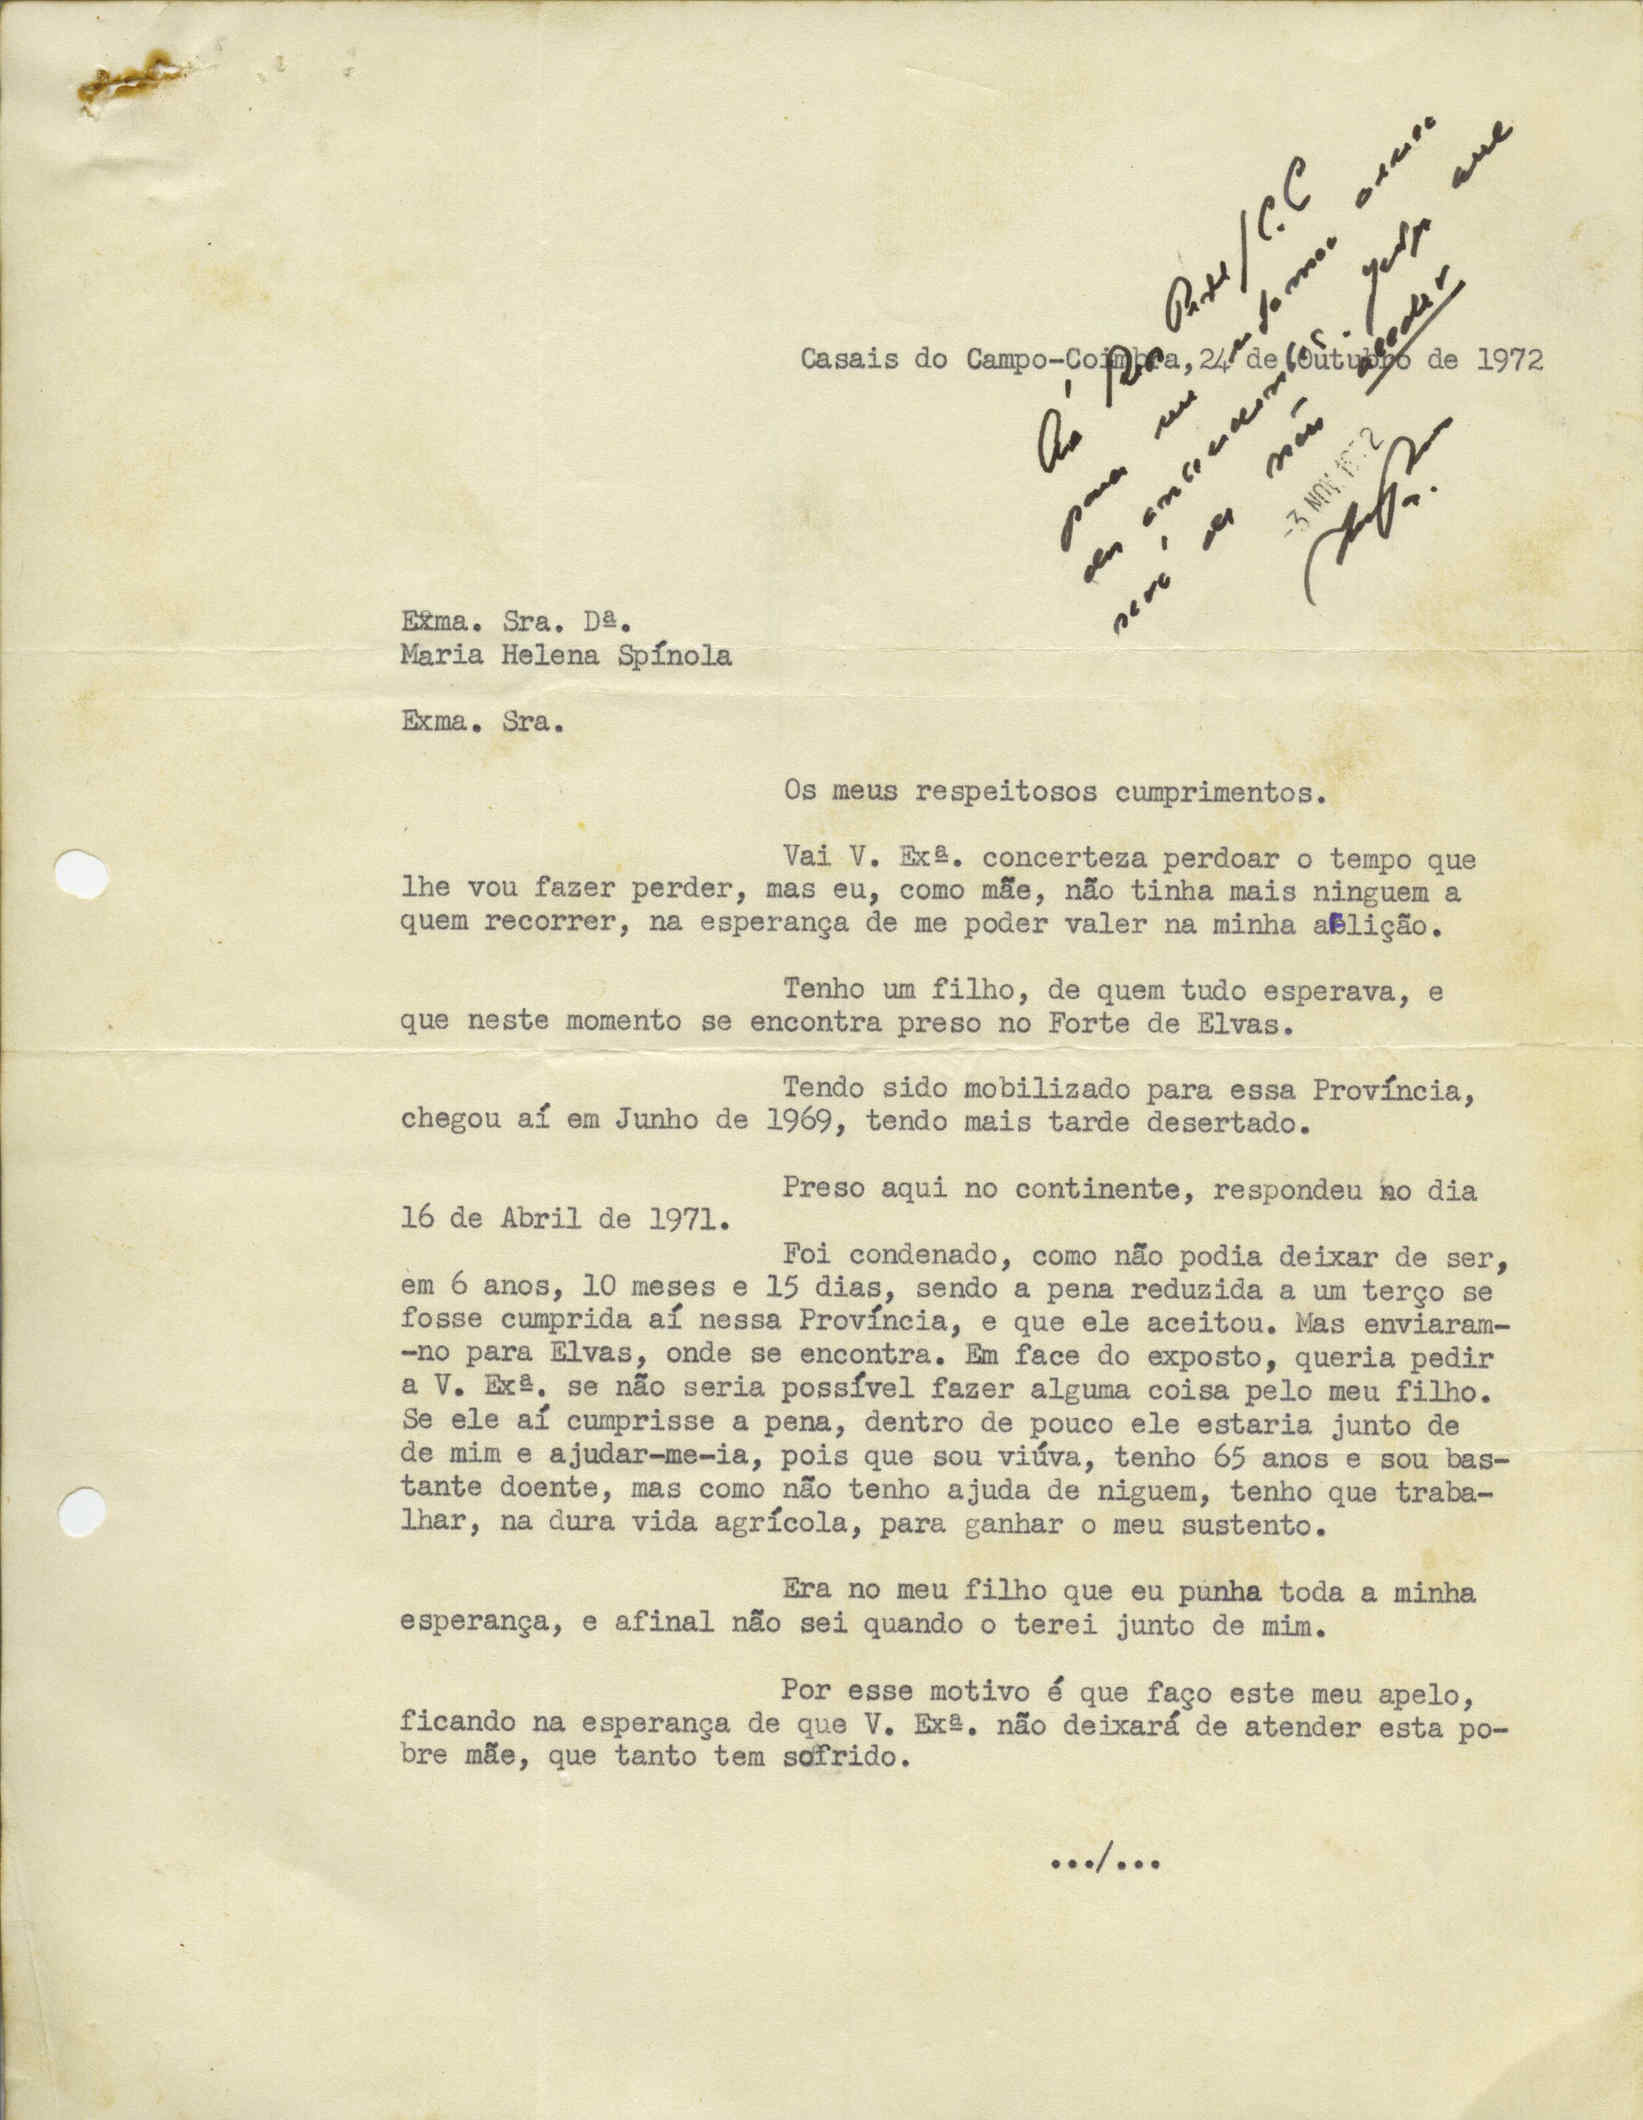 Casais do Campo-Coimbra, 24 de Outubro de 1972
-3 NOV. 1972
Exma. Sra. Dª.
Maria Helena Spínola
Exma. Sra.
Os meus respeitosos cumprimentos.
Vai V. Exª. concerteza perdoar o tempo que
lhe vou fazer perder, mas eu, como mãe, não tinha mais ninguem a
quem recorrer, na esperança de me poder valer na minha aflição.
Tenho um filho, de quem tudo esperava, e
que neste momento se encontra preso no Forte de Elvas.
Tendo sido mobilizado para essa Província,
chegou aí em Junho de 1969, tendo mais tarde desertado.
Preso aqui no continente, respondeu no dia
16 de Abril de 1971.
Foi condenado, como não podia deixar de ser,
em 6 anos, 10 meses e 15 dias, sendo a pena reduzida a um terço se
fosse cumprida aí nessa Província, e que ele aceitou. Mas enviaram-
-no para Elvas, onde se encontra. Em face do exposto, queria pedir
a V. Exª. se não seria possível fazer alguma coisa pelo meu filho.
Se ele aí cumprisse a pena, dentro de pouco ele estaria junto de
de mim e ajudar-me-ia, pois que sou viúva, tenho 65 anos e sou bas-
tante doente, mas como não tenho ajuda de niguem, tenho que traba-
lhar, na dura vida agrícola, para ganhar o meu sustento.
Era no meu filho que eu punha toda a minha
esperança, e afinal não sei quando o terei junto de mim.
Por esse motivo é que faço este meu apelo,
ficando na esperança de que V. Exª. não deixará de atender esta po-
bre mãe, que tanto tem sofrido.
.../...